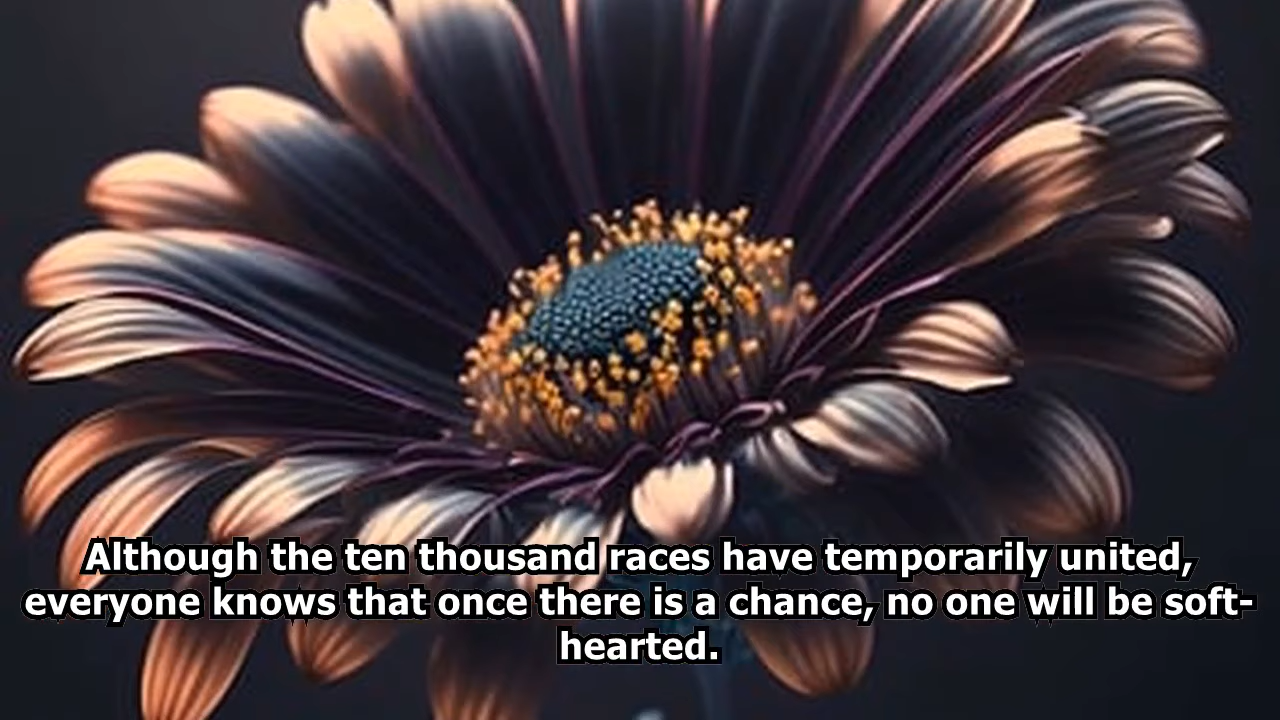 Although the ten thousand races have temporarily united,
everyone knows that once there is a chance, no one will be soft-
hearted.